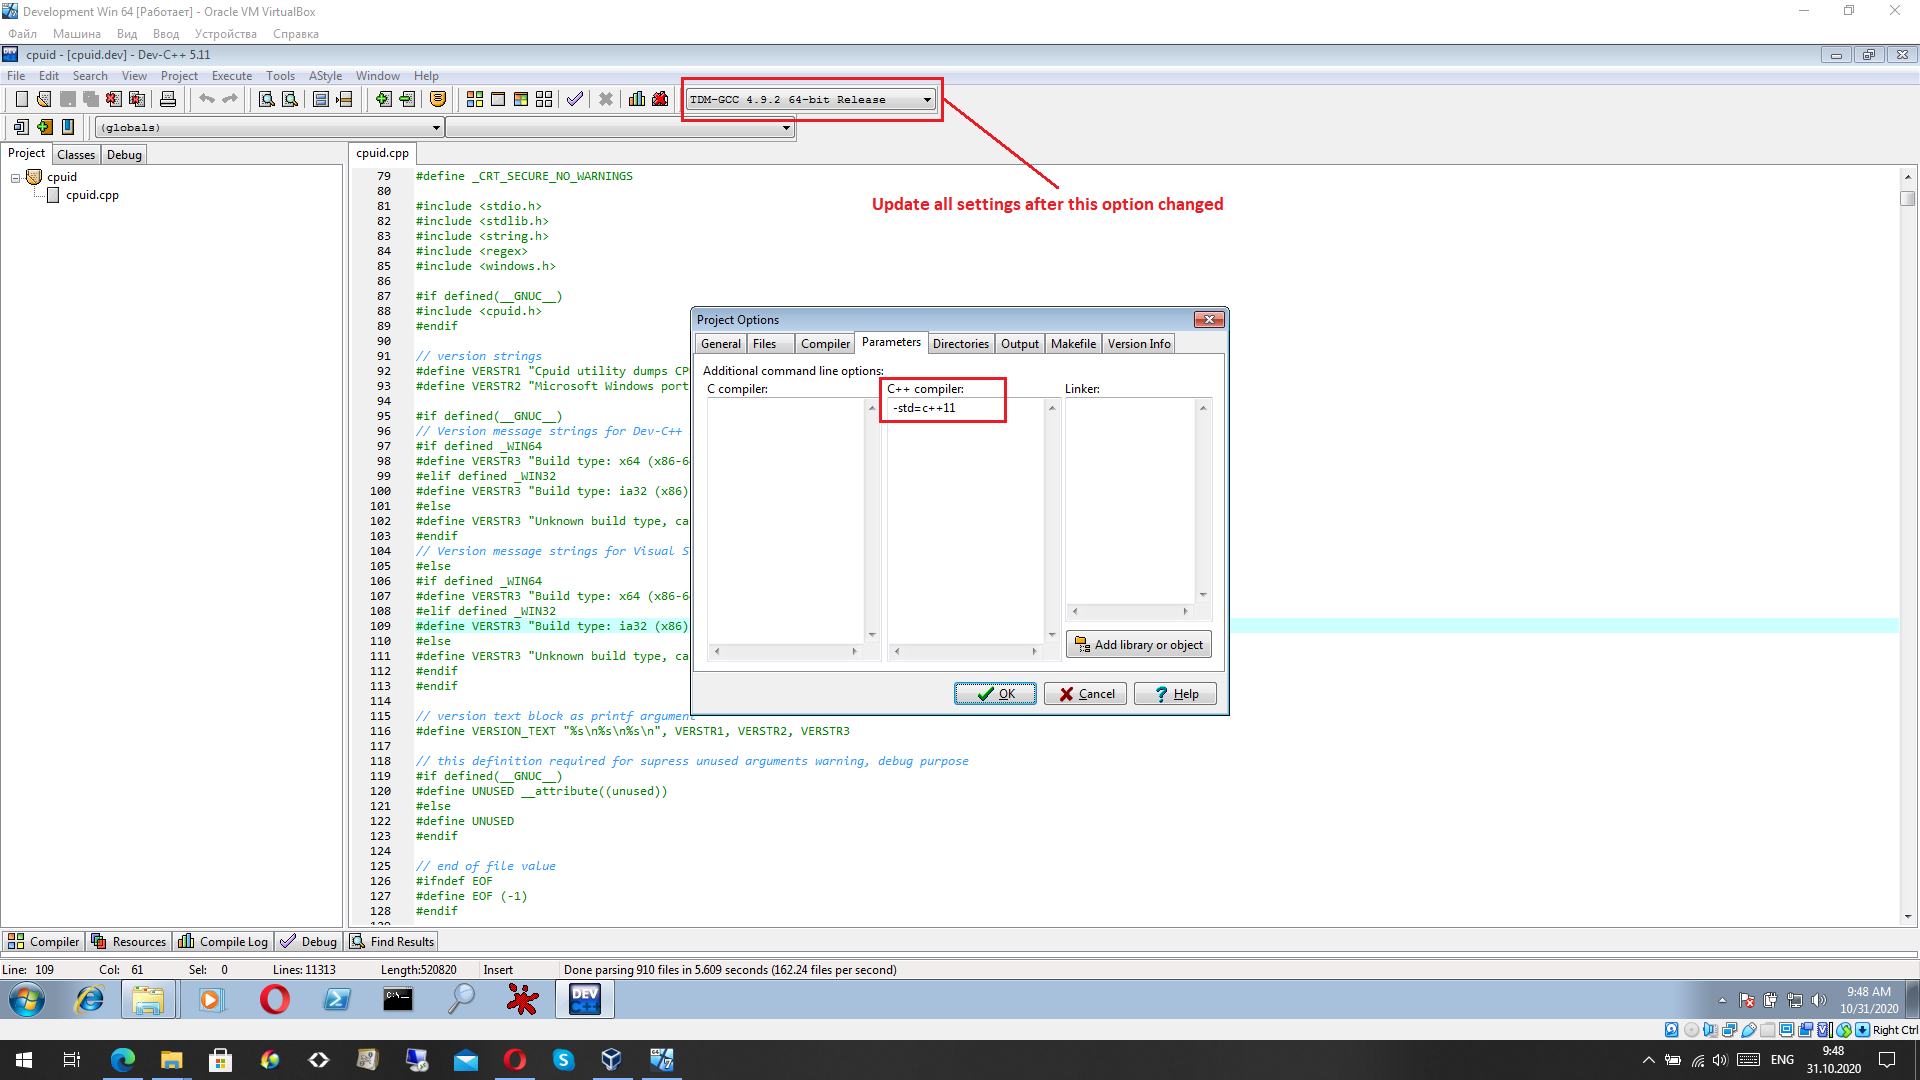 Development Win 64 [Работает] - Oracle VM VirtualBox
Файл Машина Вид Ввод Устройства Справка
cpuid - [cpuid.dev] - Dev-C++ 5.11
File Edit Search View Project Execute Tools AStyle Window Help
TDM-GCC 4.9.2 64-bit Release
(globals)
Project Classes Debug
cpuid.cpp
cpuid
cpuid.cpp
Update all settings after this option changed
79 #define _CRT_SECURE_NO_WARNINGS
80
81 #include <stdio.h>
82 #include <stdlib.h>
83 #include <string.h>
84 #include <regex>
85 #include <windows.h>
86
87 #if defined(__GNUC__)
88 #include <cpuid.h>
89 #endif
90
91 // version strings
92 #define VERSTR1 "Cpuid utility dumps CP
93 #define VERSTR2 "Microsoft Windows port
94
95 #if defined(__GNUC__)
96 // Version message strings for Dev-C++
97 #if defined _WIN64
98 #define VERSTR3 "Build type: x64 (x86-6
99 #elif defined _WIN32
100 #define VERSTR3 "Build type: ia32 (x86)
101 #else
102 #define VERSTR3 "Unknown build type, ca
103 #endif
104 // Version message strings for Visual S
105 #else
106 #if defined _WIN64
107 #define VERSTR3 "Build type: x64 (x86-6
108 #elif defined _WIN32
109 #define VERSTR3 "Build type: ia32 (x86)
110 #else
111 #define VERSTR3 "Unknown build type, ca
112 #endif
113 #endif
114
115 // version text block as printf argument
116 #define VERSION_TEXT "%s\n%s\n%s\n", VERSTR1, VERSTR2, VERSTR3
117
118 // this definition required for supress unused arguments warning, debug purpose
119 #if defined(__GNUC__)
120 #define UNUSED __attribute((unused))
121 #else
122 #define UNUSED
123 #endif
124
125 // end of file value
126 #ifndef EOF
127 #define EOF (-1)
128 #endif
Project Options
General Files Compiler Parameters Directories Output Makefile Version Info
Additional command line options:
C compiler: C++ compiler: Linker:
-std=c++11
Add library or object
OK Cancel Help
Compiler Resources Compile Log Debug Find Results
Line: 109 Col: 61 Sel: 0 Lines: 11313 Length: 520820 Insert Done parsing 910 files in 5.609 seconds (162.24 files per second)
DEV C++
9:48 AM
10/31/2020
Right Ctrl
ENG
9:48
31.10.2020